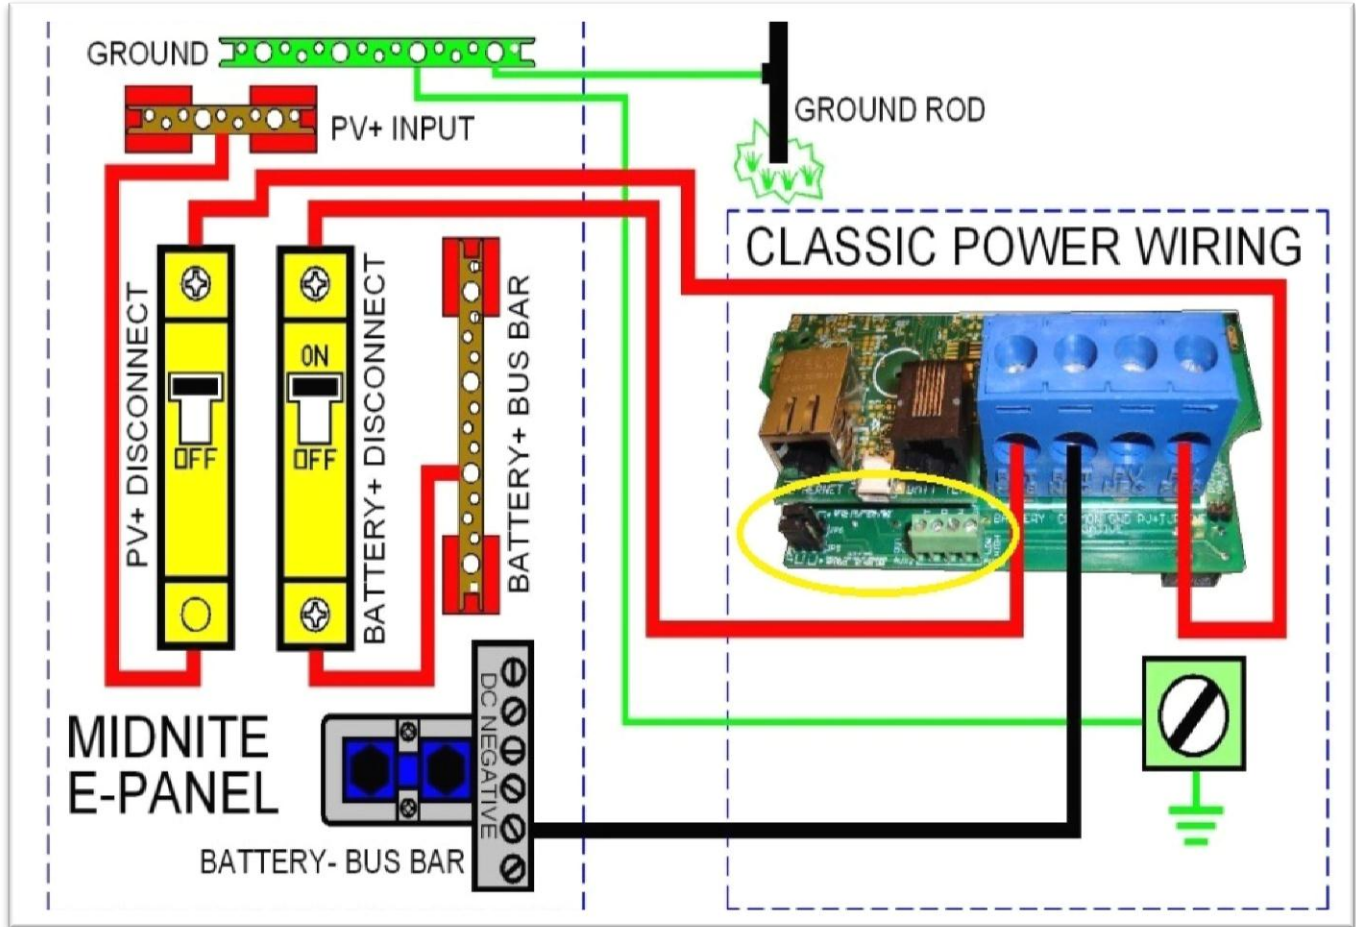 GROUND
PV+ INPUT
GROUND ROD
CLASSIC POWER WIRING
PV+ DISCONNECT
OFF
ON
OFF
BATTERY+ DISCONNECT
BATTERY+ BUS BAR
DC NEGATIVE
MIDNITE
E-PANEL
BATTERY- BUS BAR